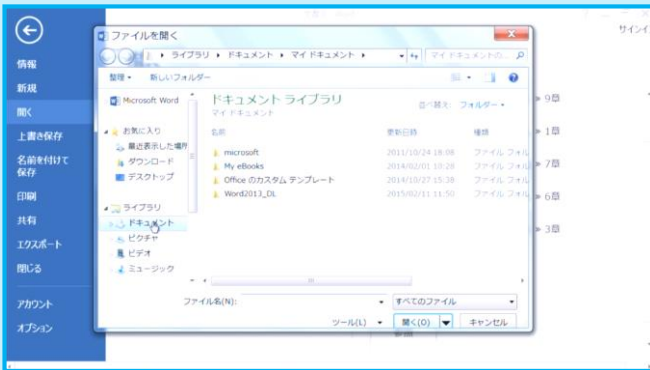 サインイ
情報
新規
開く
上書き保存
名前を付けて
保存
印刷
共有
エクスポート
閉じる
アカウント
オプション
ファイルを開く
ライブラリ ▸ ドキュメント ▸ マイ ドキュメント ▸
マイ ドキュメントの...
整理 新しいフォルダー
Microsoft Word
お気に入り
最近表示した場所
ダウンロード
デスクトップ
ライブラリ
ドキュメント
ピクチャ
ビデオ
ミュージック
ドキュメント ライブラリ
マイ ドキュメント
並べ替え: フォルダー
名前 更新日時 種類
microsoft 2011/10/24 18:08 ファイル フォル
My eBooks 2014/02/01 10:28 ファイル フォル
Office のカスタム テンプレート 2014/10/27 15:38 ファイル フォル
Word2013_DL 2015/02/11 11:50 ファイル フォル
ファイル名(N): すべてのファイル
ツール(L) 開く(O) キャンセル
9章
1章
7章
6章
3章